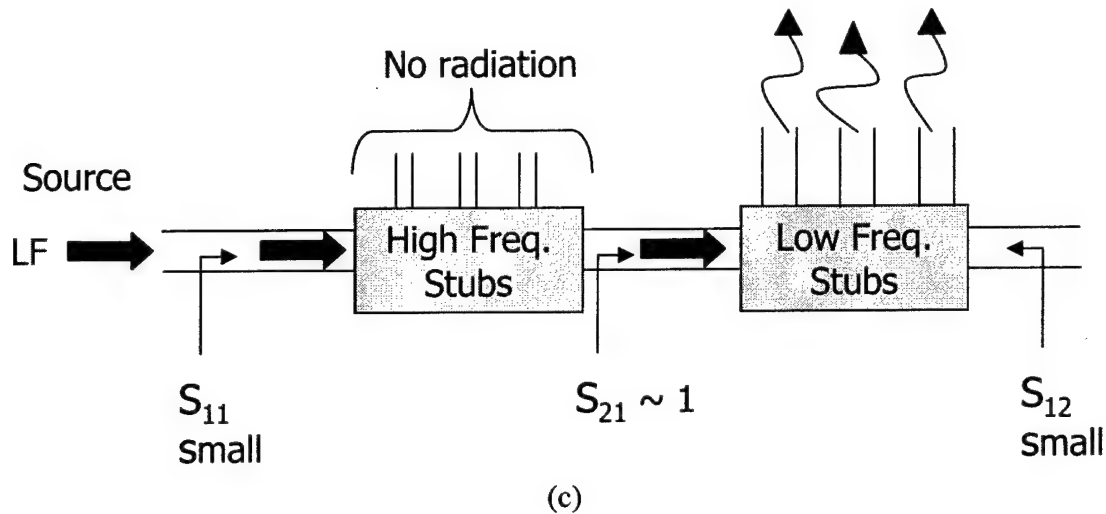 No radiation
Source
LF
High Freq.
Stubs
Low Freq.
Stubs
S11
small
S21 ~ 1
S12
small
(c)